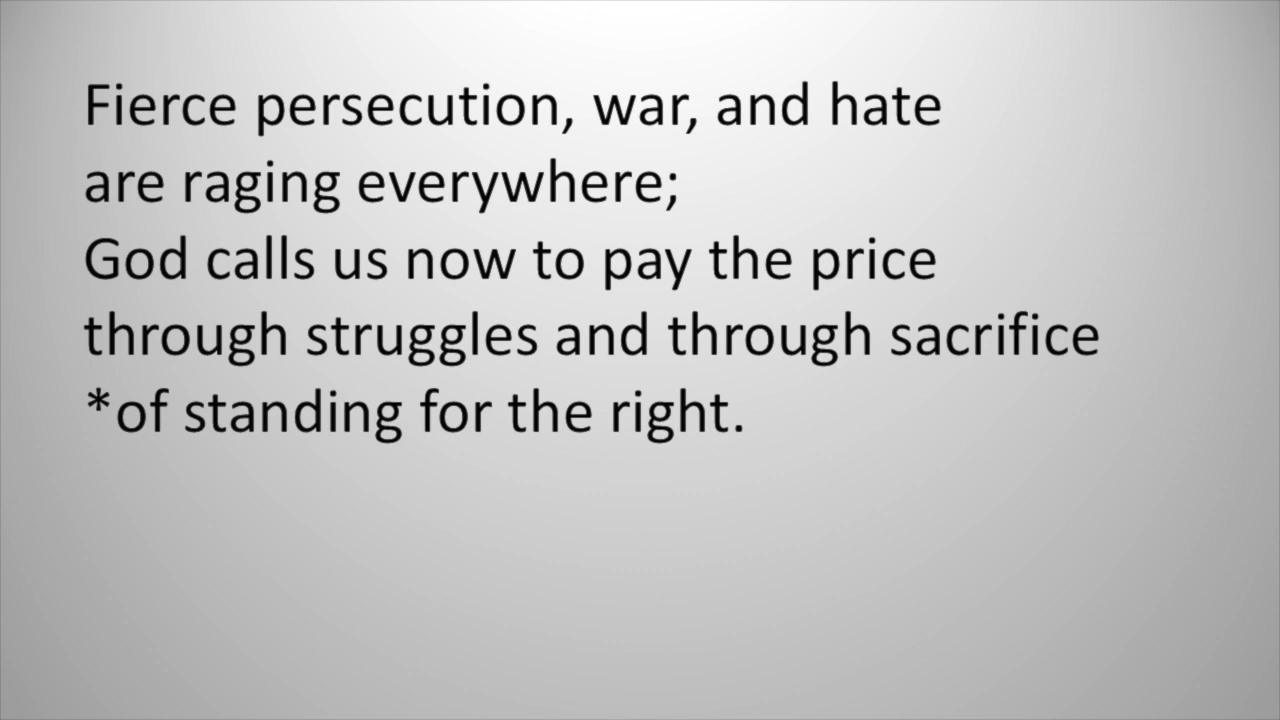 Fierce persecution, war, and hate
are raging everywhere;
God calls us now to pay the price
through struggles and through sacrifice
*of standing for the right.